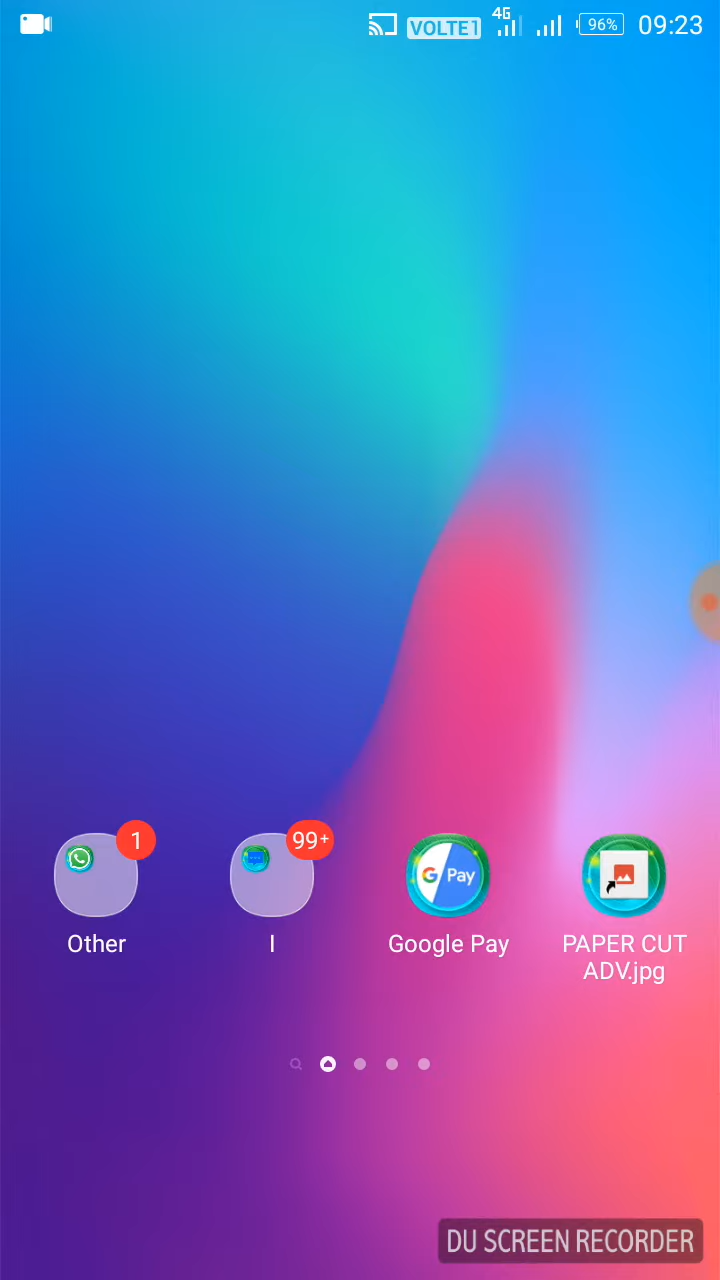 VOLTE1 4G 96% 09:23
1 99+
G Pay
Other I Google Pay PAPER CUT
ADV.jpg
DU SCREEN RECORDER